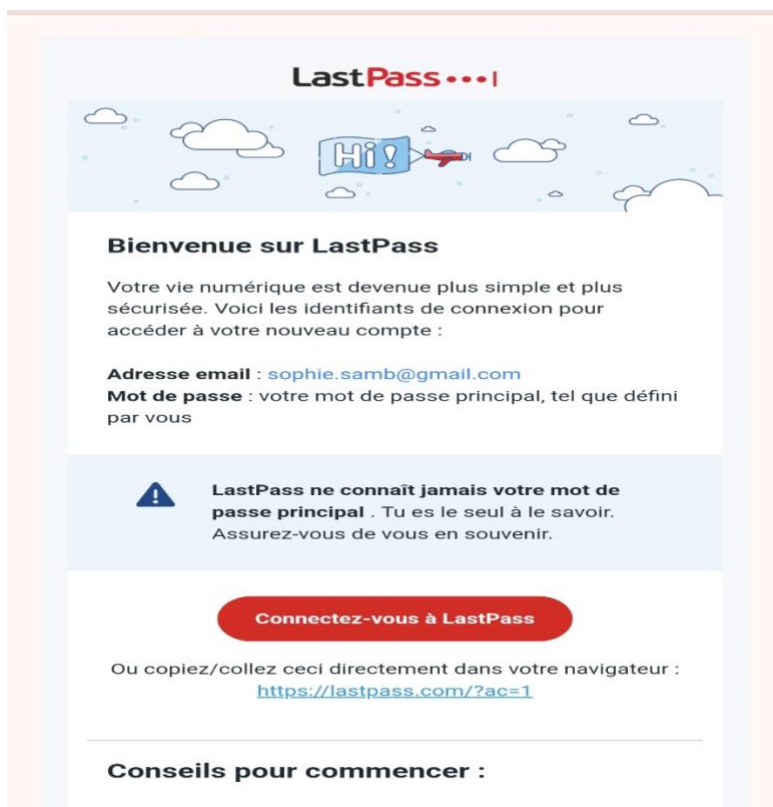 LastPass
Hi!
Bienvenue sur LastPass
Votre vie numérique est devenue plus simple et plus
sécurisée. Voici les identifiants de connexion pour
accéder à votre nouveau compte :
Adresse email : sophie.samb@gmail.com
Mot de passe : votre mot de passe principal, tel que défini
par vous
LastPass ne connaît jamais votre mot de
passe principal . Tu es le seul à le savoir.
Assurez-vous de vous en souvenir.
Connectez-vous à LastPass
Ou copiez/collez ceci directement dans votre navigateur :
https://lastpass.com/?ac=1
Conseils pour commencer :